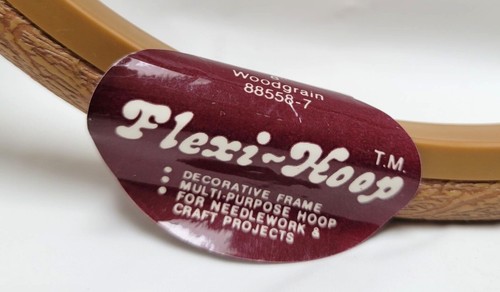 Woodgrain
88558-7
Flexi~Hoop T.M.
DECORATIVE FRAME
MULTI-PURPOSE HOOP
FOR NEEDLEWORK &
CRAFT PROJECTS